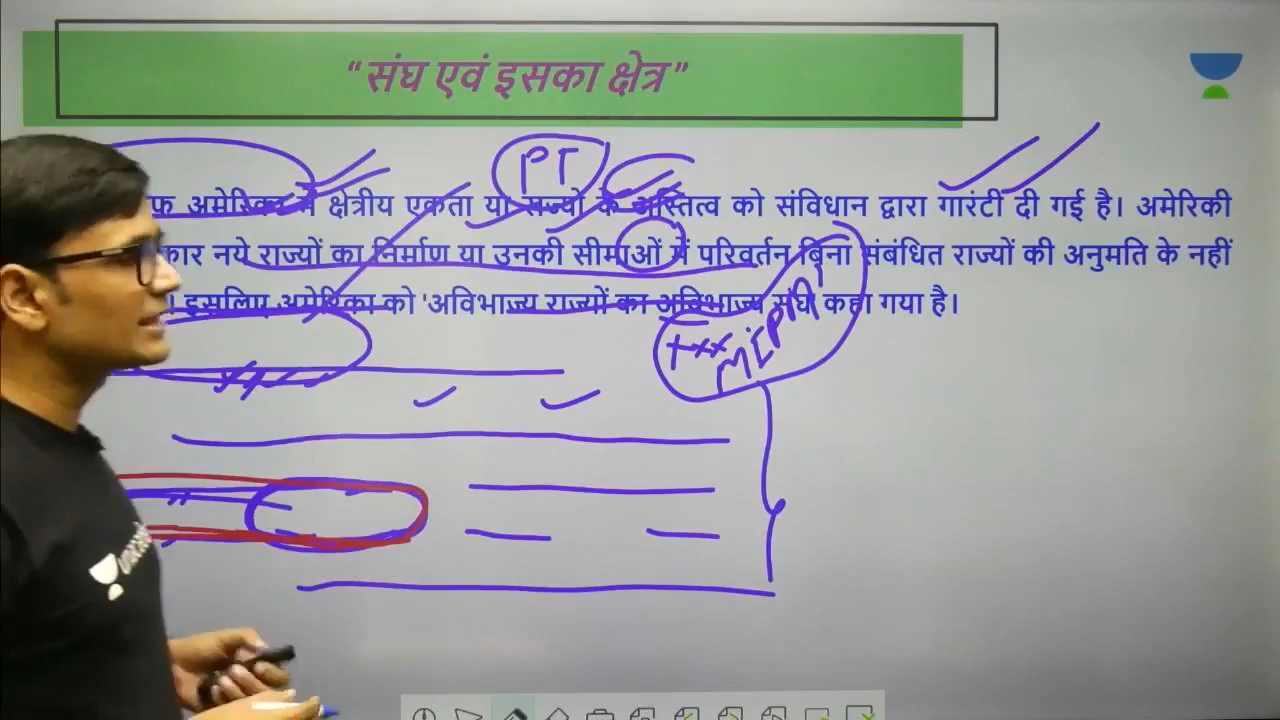 “संघ एवं इसका क्षेत्र”
PT
अमेरिका में क्षेत्रीय एकता या राज्यों के अस्तित्व को संविधान द्वारा गारंटी दी गई है। अमेरिकी
नये राज्यों का निर्माण या उनकी सीमाओं में परिवर्तन बिना संबंधित राज्यों की अनुमति के नहीं
। इसलिए अमेरिका को 'अविभाज्य राज्यों का अविभाज्य संघ कहा गया है।